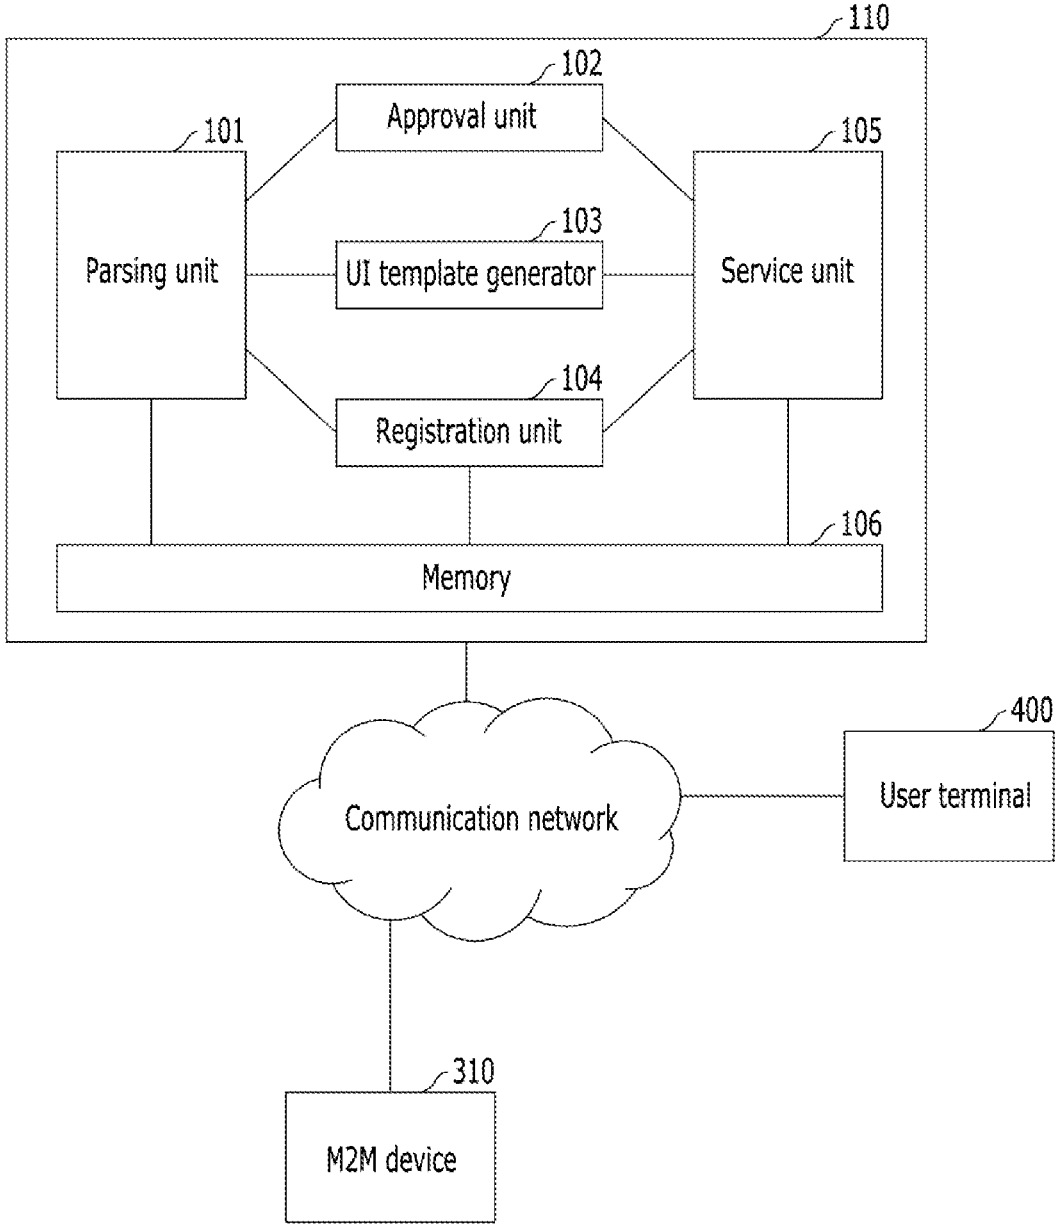 110
102
Approval unit
101
105
103
Parsing unit
UI template generator
Service unit
104
Registration unit
106
Memory
400
Communication network
User terminal
310
M2M device